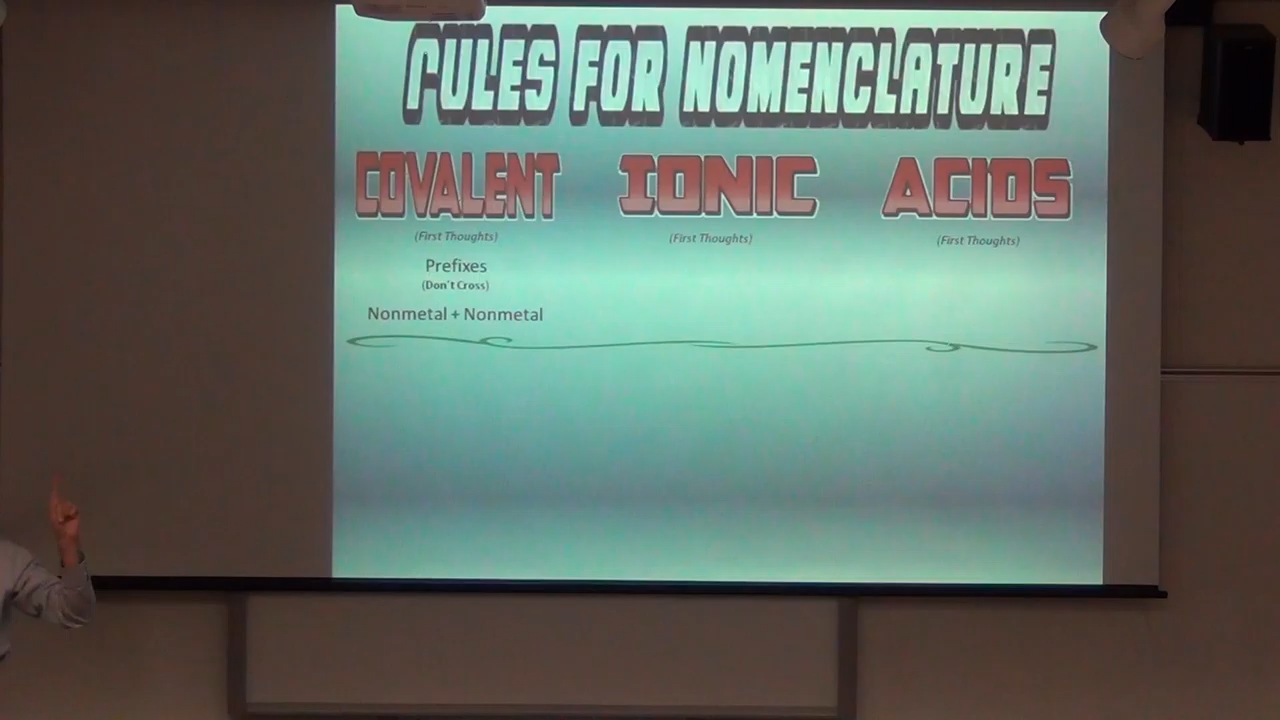 RULES FOR NOMENCLATURE
COVALENT IONIC ACIDS
(First Thoughts) (First Thoughts) (First Thoughts)
Prefixes
(Don't Cross)
Nonmetal + Nonmetal